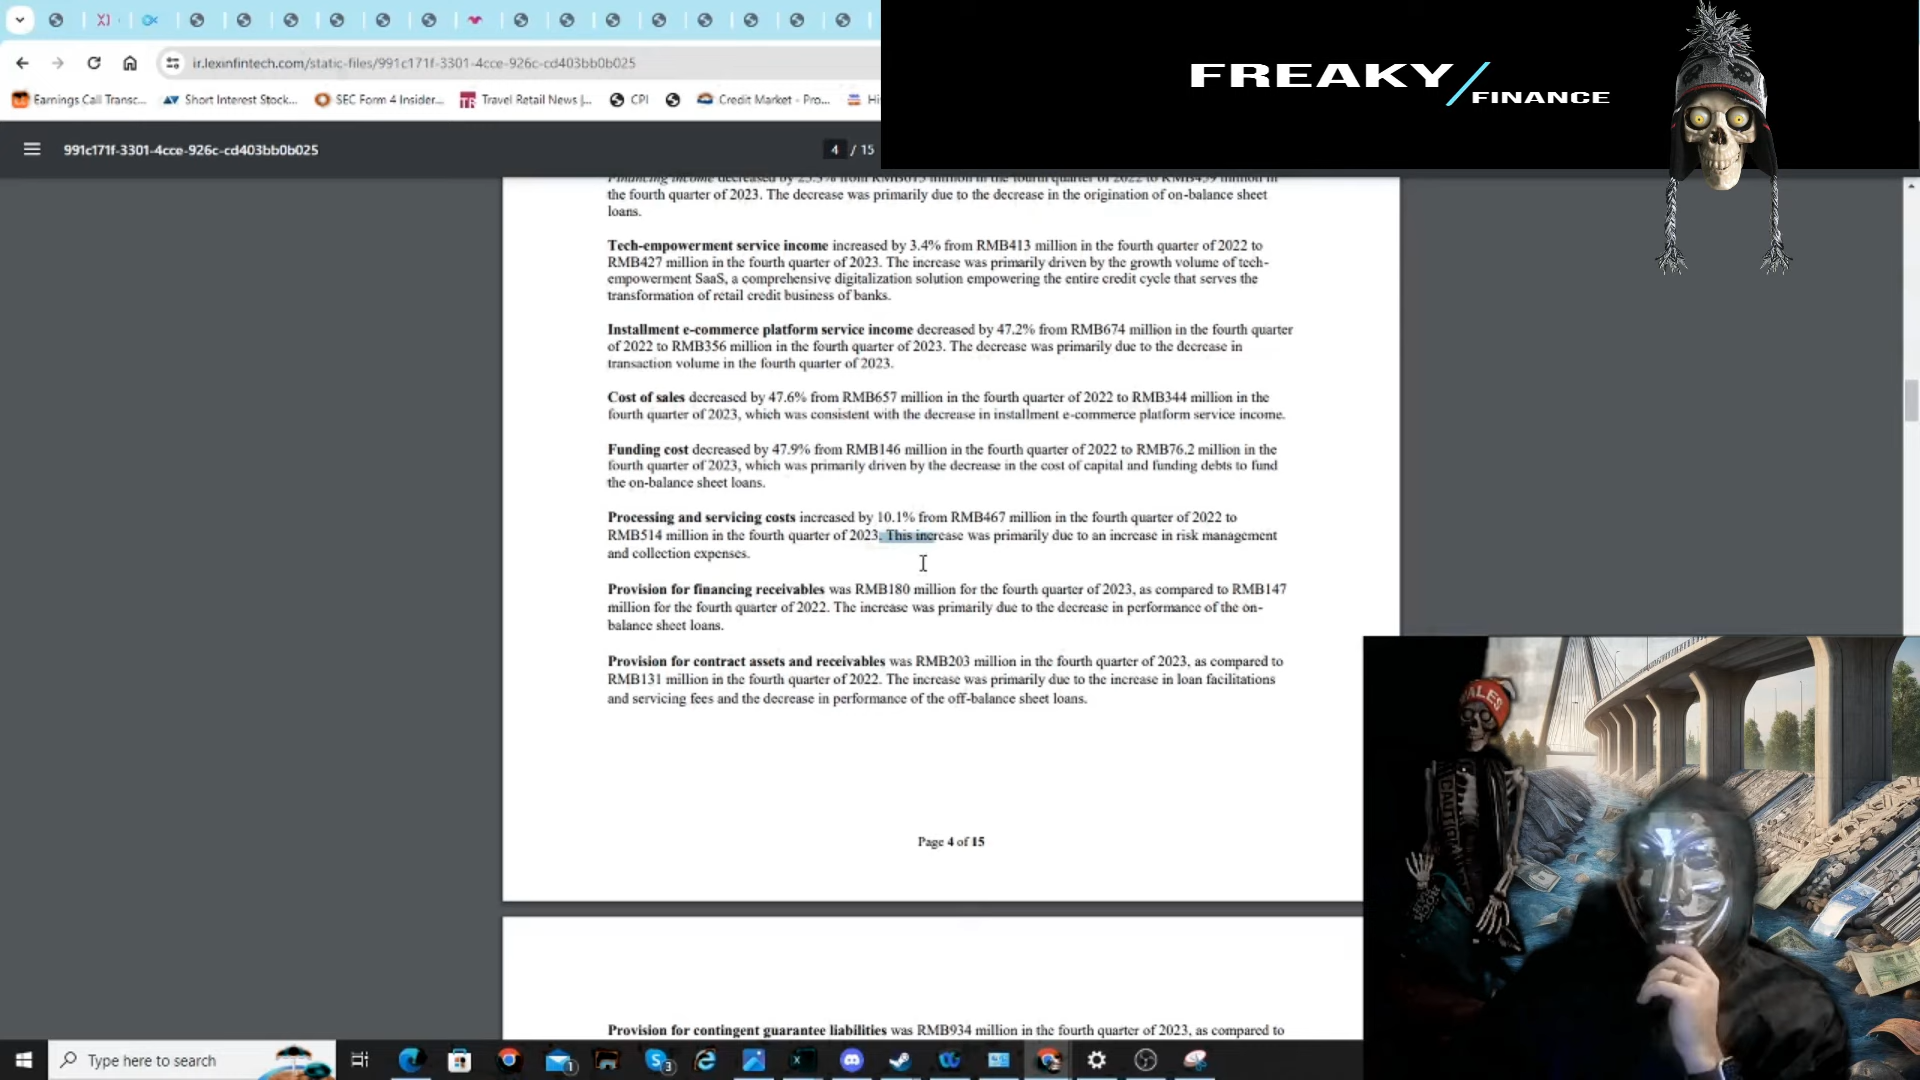 ir.lexinfintech.com/static-files/991c171f-3301-4cce-926c-cd403bb0b025
Earnings Call Transc...
Short Interest Stock...
SEC Form 4 Insider...
Travel Retail News |...
CPI
Credit Market - Pro...
Hi
FREAKY
FINANCE
991c171f-3301-4cce-926c-cd403bb0b025
4 / 15
the fourth quarter of 2023. The decrease was primarily due to the decrease in the origination of on-balance sheet
loans.
Tech-empowerment service income increased by 3.4% from RMB413 million in the fourth quarter of 2022 to
RMB427 million in the fourth quarter of 2023. The increase was primarily driven by the growth volume of tech-
empowerment SaaS, a comprehensive digitalization solution empowering the entire credit cycle that serves the
transformation of retail credit business of banks.
Installment e-commerce platform service income decreased by 47.2% from RMB674 million in the fourth quarter
of 2022 to RMB356 million in the fourth quarter of 2023. The decrease was primarily due to the decrease in
transaction volume in the fourth quarter of 2023.
Cost of sales decreased by 47.6% from RMB657 million in the fourth quarter of 2022 to RMB344 million in the
fourth quarter of 2023, which was consistent with the decrease in installment e-commerce platform service income.
Funding cost decreased by 47.9% from RMB146 million in the fourth quarter of 2022 to RMB76.2 million in the
fourth quarter of 2023, which was primarily driven by the decrease in the cost of capital and funding debts to fund
the on-balance sheet loans.
Processing and servicing costs increased by 10.1% from RMB467 million in the fourth quarter of 2022 to
RMB514 million in the fourth quarter of 2023. This increase was primarily due to an increase in risk management
and collection expenses.
Provision for financing receivables was RMB180 million for the fourth quarter of 2023, as compared to RMB147
million for the fourth quarter of 2022. The increase was primarily due to the decrease in performance of the on-
balance sheet loans.
Provision for contract assets and receivables was RMB203 million in the fourth quarter of 2023, as compared to
RMB131 million in the fourth quarter of 2022. The increase was primarily due to the increase in loan facilitations
and servicing fees and the decrease in performance of the off-balance sheet loans.
Page 4 of 15
Provision for contingent guarantee liabilities was RMB934 million in the fourth quarter of 2023, as compared to
Type here to search